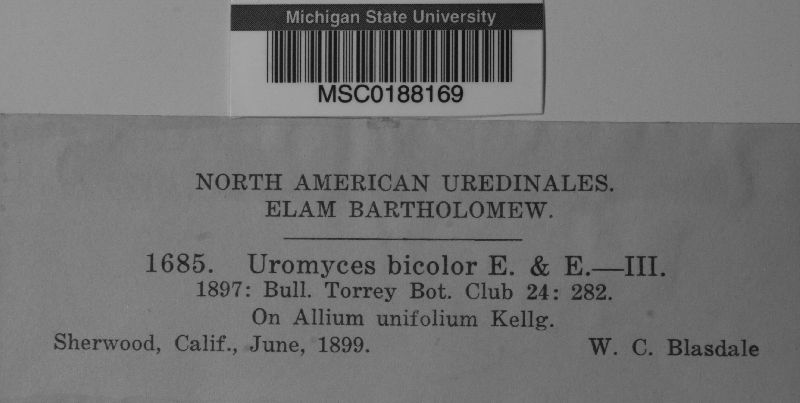 Michigan State University
MSC0188169
NORTH AMERICAN UREDINALES.
ELAM BARTHOLOMEW.
1685. Uromyces bicolor E. & E.—III.
1897: Bull. Torrey Bot. Club 24: 282.
On Allium unifolium Kellg.
Sherwood, Calif., June, 1899. W. C. Blasdale